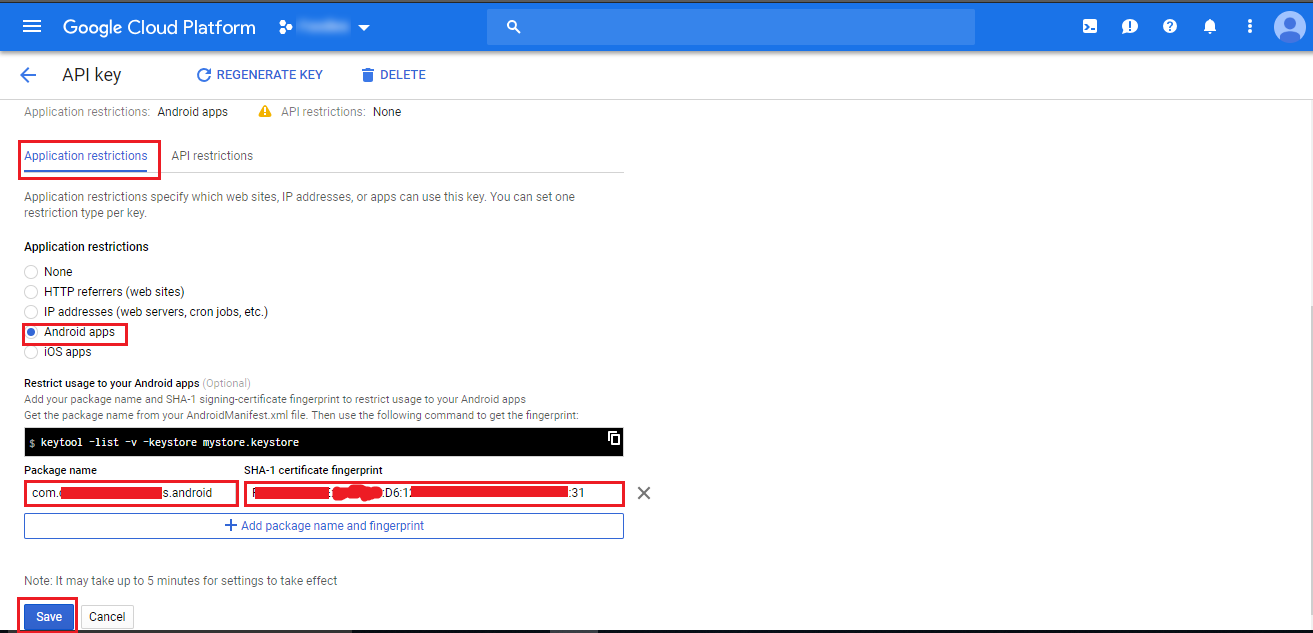 Google Cloud Platform
API key
REGENERATE KEY
DELETE
Application restrictions: Android apps
API restrictions: None
Application restrictions
API restrictions
Application restrictions specify which web sites, IP addresses, or apps can use this key. You can set one
restriction type per key.
Application restrictions
None
HTTP referrers (web sites)
IP addresses (web servers, cron jobs, etc.)
Android apps
iOS apps
Restrict usage to your Android apps (Optional)
Add your package name and SHA-1 signing-certificate fingerprint to restrict usage to your Android apps
Get the package name from your AndroidManifest.xml file. Then use the following command to get the fingerprint:
$ keytool -list -v -keystore mystore.keystore
Package name
SHA-1 certificate fingerprint
com. s.android
:D6:12 :31
Add package name and fingerprint
Note: It may take up to 5 minutes for settings to take effect
Save
Cancel